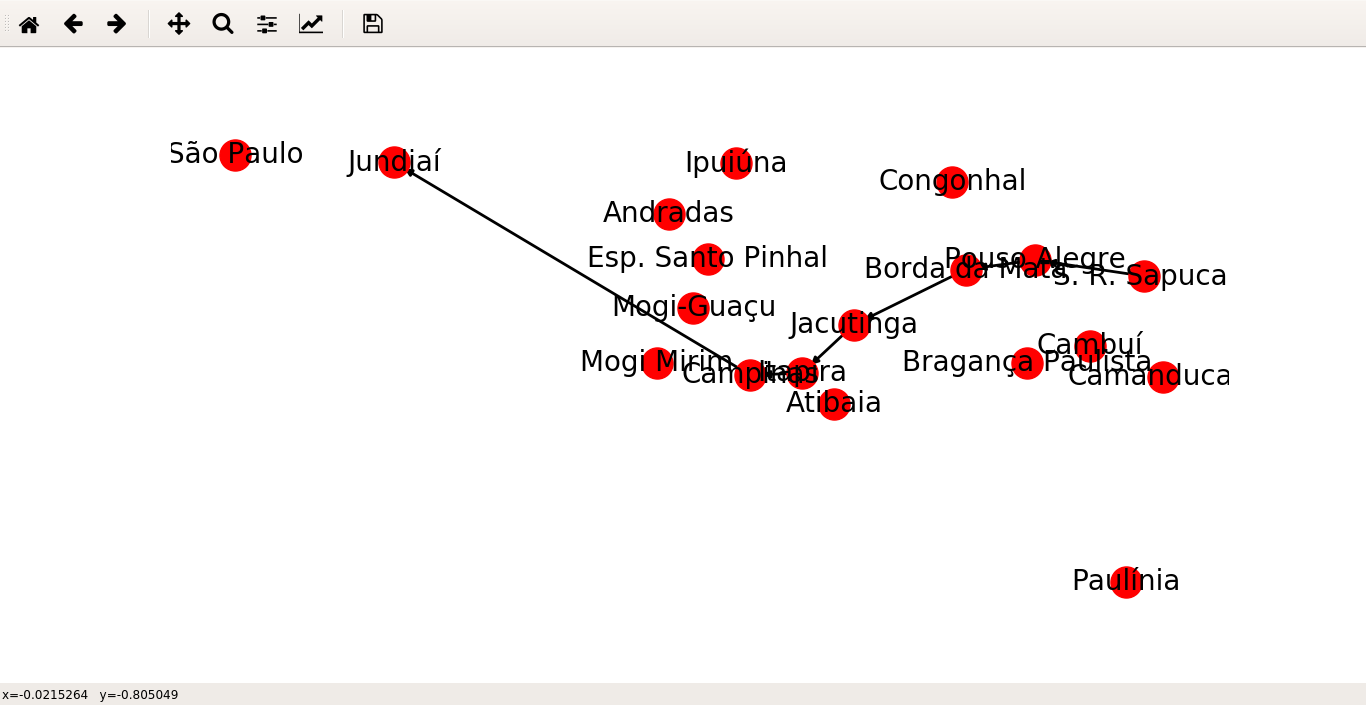 São Paulo
Jundiaí
Ipuiúna
Congonhal
Andradas
Esp. Santo Pinhal
Pouso Alegre
Borda da Mata
S. R. Sapuca
Mogi-Guaçu
Jacutinga
Cambuí
Mogi Mirim
Bragança Paulista
Campinas
Itapira
Camanduca
Atibaia
Paulínia
x=-0.0215264 y=-0.805049